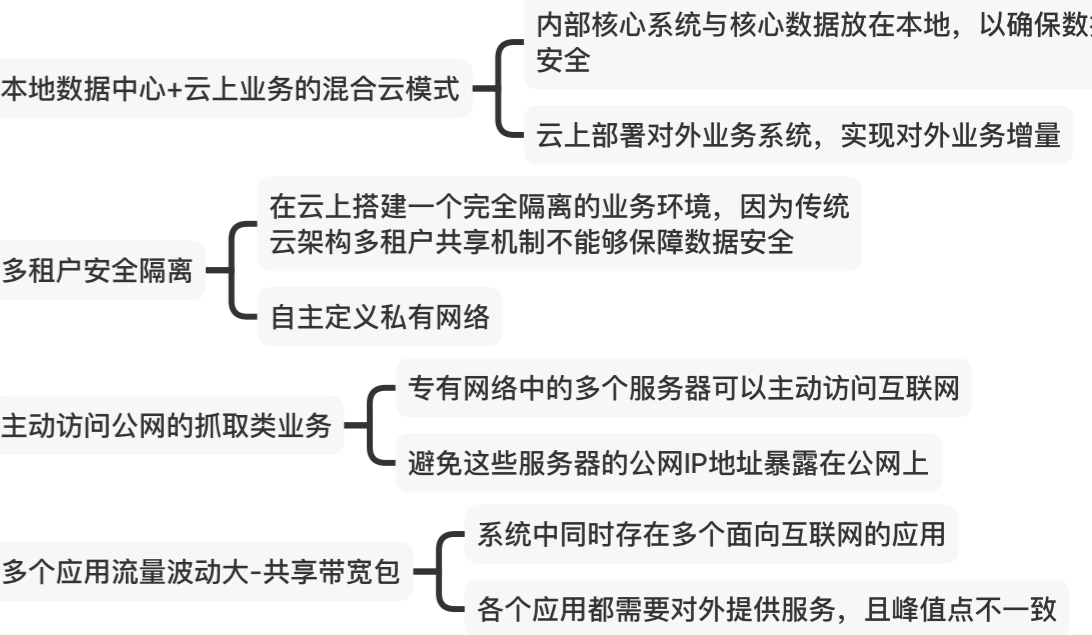 本地数据中心+云上业务的混合云模式
内部核心系统与核心数据放在本地，以确保数
安全
云上部署对外业务系统，实现对外业务增量
多租户安全隔离
在云上搭建一个完全隔离的业务环境，因为传统
云架构多租户共享机制不能够保障数据安全
自主定义私有网络
主动访问公网的抓取类业务
专有网络中的多个服务器可以主动访问互联网
避免这些服务器的公网IP地址暴露在公网上
多个应用流量波动大-共享带宽包
系统中同时存在多个面向互联网的应用
各个应用都需要对外提供服务，且峰值点不一致